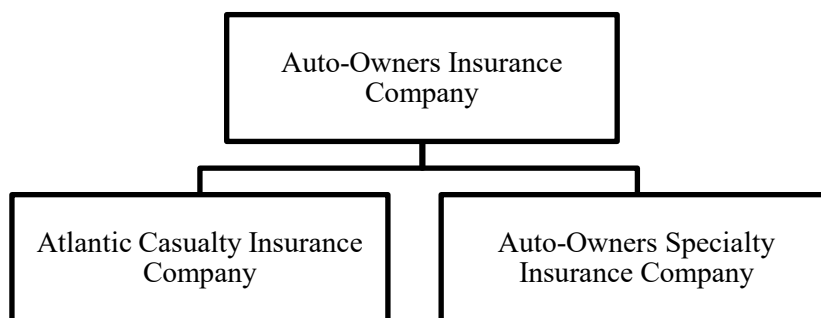 Auto-Owners Insurance
Company
Atlantic Casualty Insurance
Company
Auto-Owners Specialty
Insurance Company